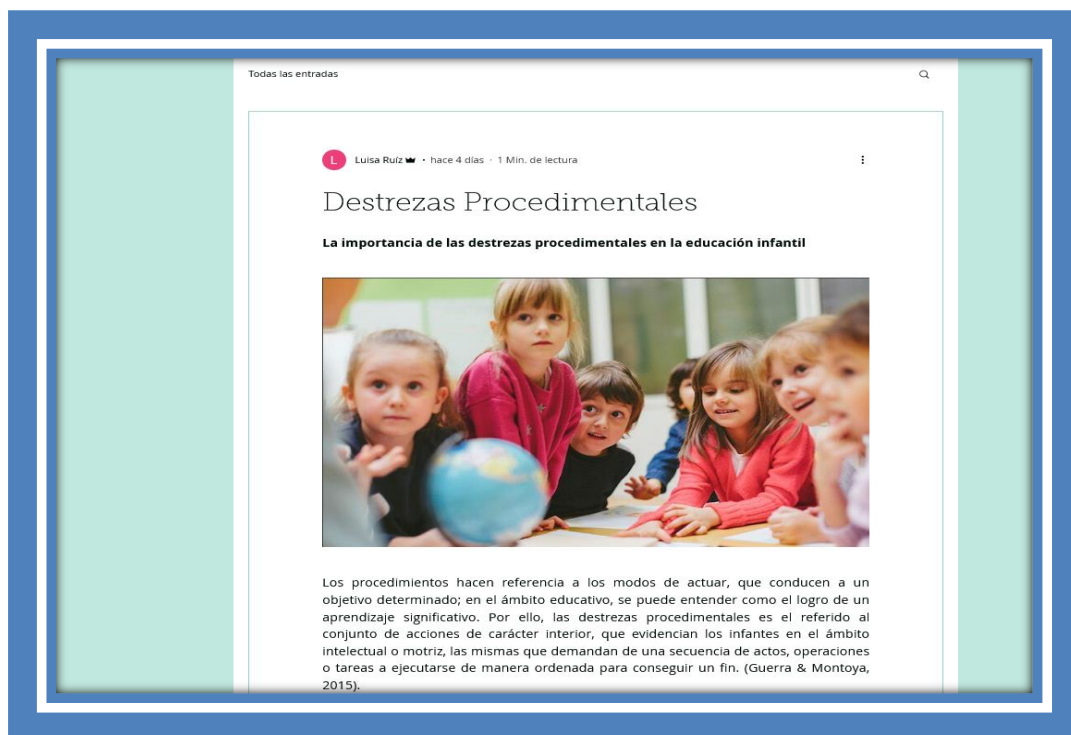 Todas las entradas
L
Luisa Ruíz · hace 4 días · 1 Min. de lectura
Destrezas Procedimentales
La importancia de las destrezas procedimentales en la educación infantil
Los procedimientos hacen referencia a los modos de actuar, que conducen a un
objetivo determinado; en el ámbito educativo, se puede entender como el logro de un
aprendizaje significativo. Por ello, las destrezas procedimentales es el referido al
conjunto de acciones de carácter interior, que evidencian los infantes en el ámbito
intelectual o motriz, las mismas que demandan de una secuencia de actos, operaciones
o tareas a ejecutarse de manera ordenada para conseguir un fin. (Guerra & Montoya,
2015).